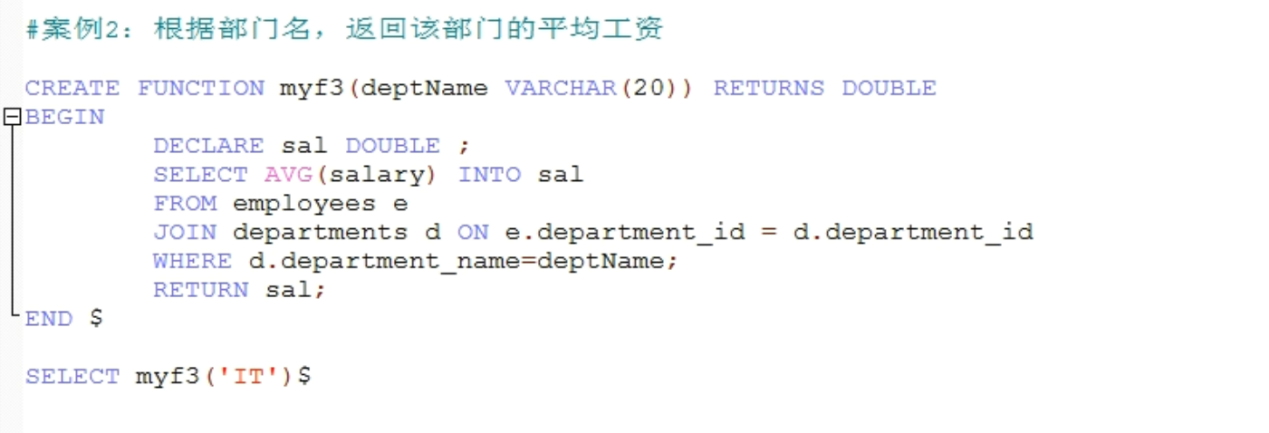 #案例2：根据部门名，返回该部门的平均工资
CREATE FUNCTION myf3(deptName VARCHAR(20)) RETURNS DOUBLE
BEGIN
DECLARE sal DOUBLE ;
SELECT AVG(salary) INTO sal
FROM employees e
JOIN departments d ON e.department_id = d.department_id
WHERE d.department_name=deptName;
RETURN sal;
END $
SELECT myf3('IT')$